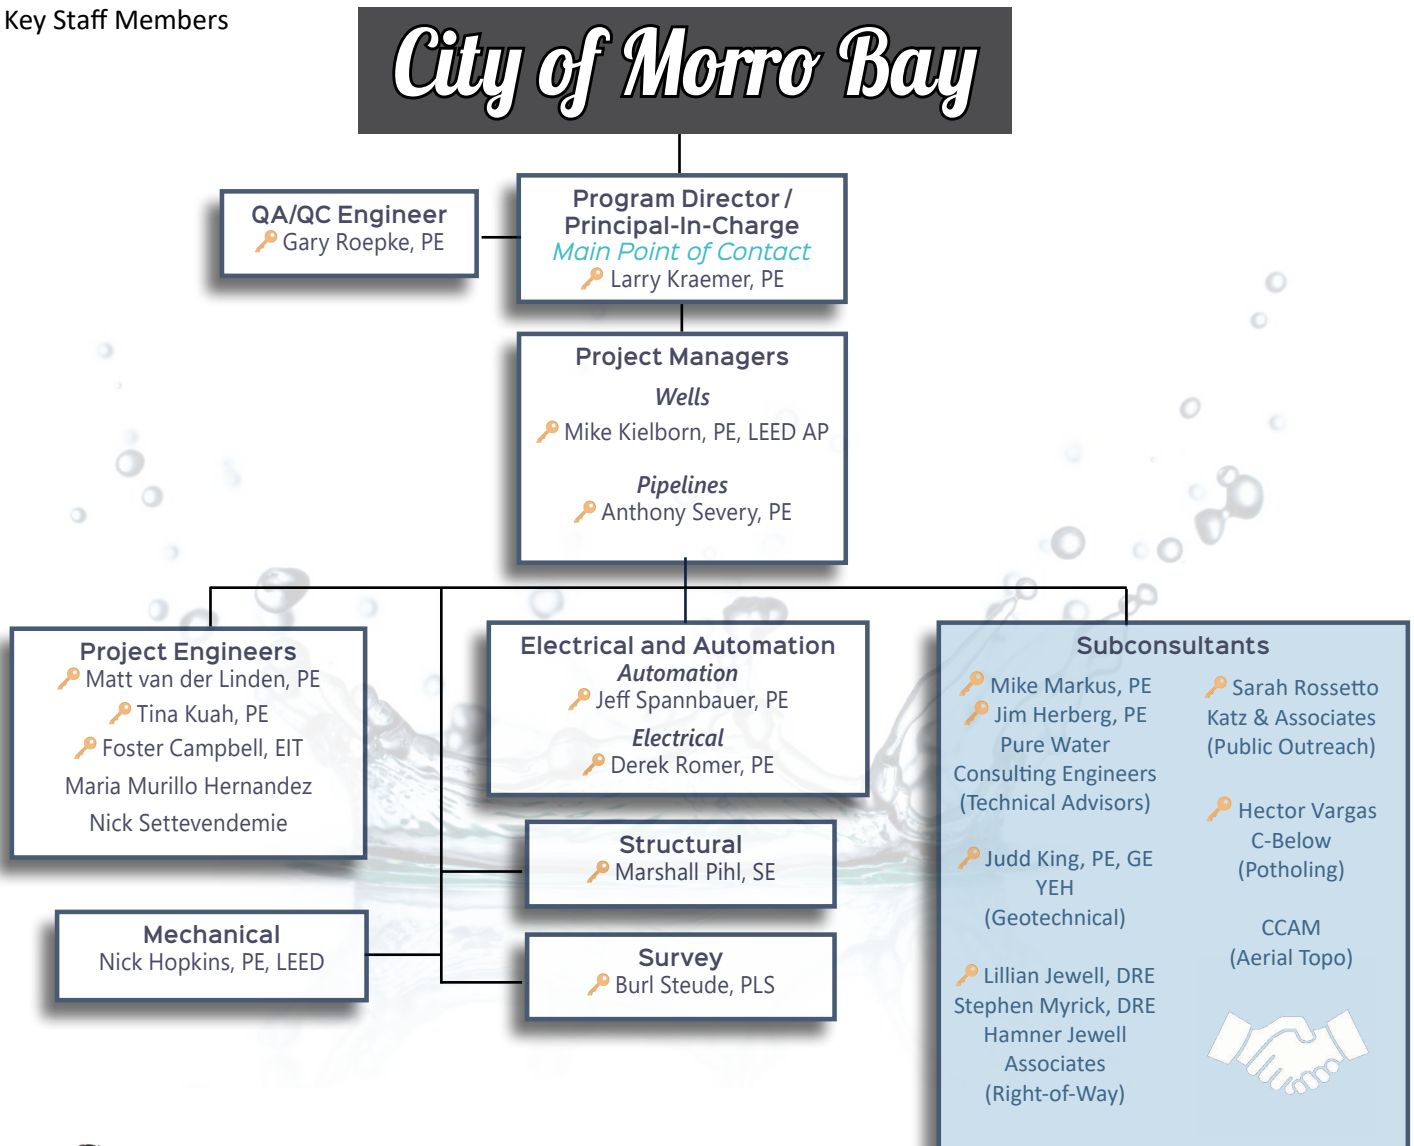 Key Staff Members
City of Morro Bay
QA/QC Engineer
Gary Roepke, PE
Program Director /
Principal-In-Charge
Main Point of Contact
Larry Kraemer, PE
Project Managers
Wells
Mike Kielborn, PE, LEED AP
Pipelines
Anthony Severy, PE
Project Engineers
Matt van der Linden, PE
Tina Kuah, PE
Foster Campbell, EIT
Maria Murillo Hernandez
Nick Settevendemie
Mechanical
Nick Hopkins, PE, LEED
Electrical and Automation
Automation
Jeff Spannbauer, PE
Electrical
Derek Romer, PE
Structural
Marshall Pihl, SE
Survey
Burl Steude, PLS
Subconsultants
Mike Markus, PE
Jim Herberg, PE
Pure Water
Consulting Engineers
(Technical Advisors)
Judd King, PE, GE
YEH
(Geotechnical)
Lillian Jewell, DRE
Stephen Myrick, DRE
Hamner Jewell
Associates
(Right-of-Way)
Sarah Rossetto
Katz & Associates
(Public Outreach)
Hector Vargas
C-Below
(Potholing)
CCAM
(Aerial Topo)